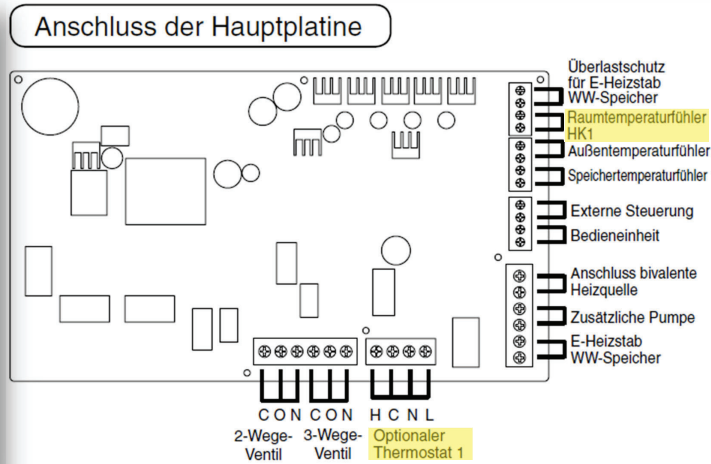 Anschluss der Hauptplatine
Überlastschutz
für E-Heizstab
WW-Speicher
Raumtemperaturfühler
HK1
Außentemperaturfühler
Speichertemperaturfühler
Externe Steuerung
Bedieneinheit
Anschluss bivalente
Heizquelle
Zusätzliche Pumpe
E-Heizstab
WW-Speicher
C O N C O N H C N L
2-Wege-
Ventil
3-Wege-
Ventil
Optionaler
Thermostat 1